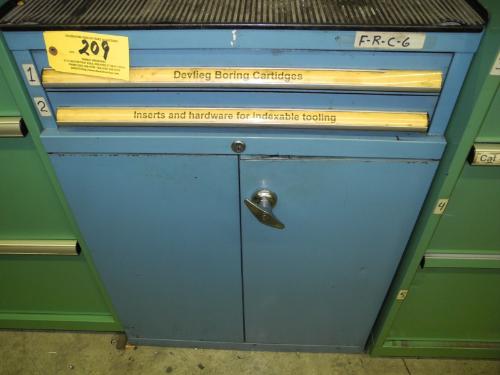 209
F-R-C-6
1
Devlieg Boring Cartidges
2
Inserts and hardware for Indexable tooling
Cal
4
5